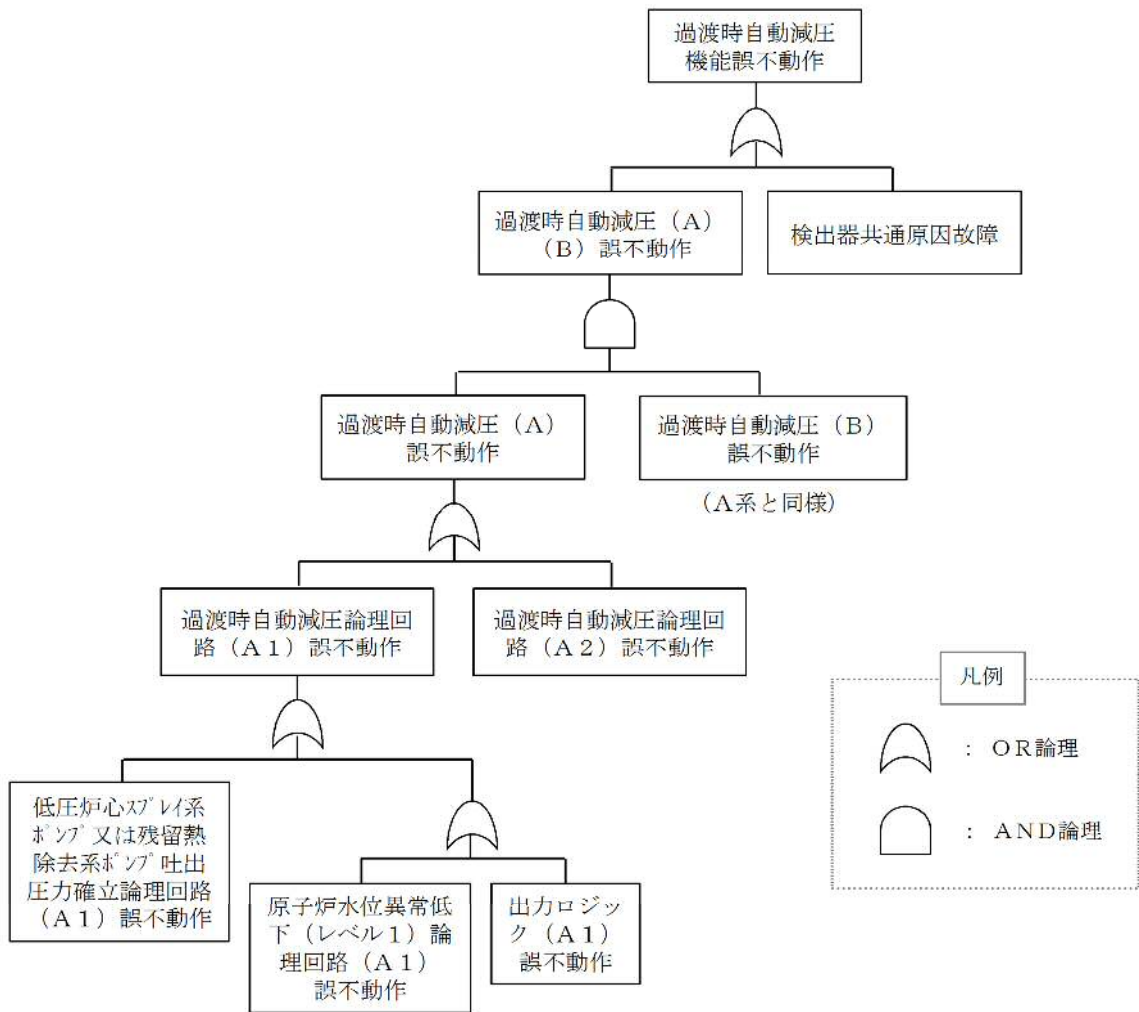 過渡時自動減圧
機能誤不動作
過渡時自動減圧（A）
（B）誤不動作
検出器共通原因故障
過渡時自動減圧（A）
誤不動作
過渡時自動減圧（B）
誤不動作
（A系と同様）
過渡時自動減圧論理回
路（A１）誤不動作
過渡時自動減圧論理回
路（A２）誤不動作
低圧炉心ｽﾌﾟﾚｲ系
ﾎﾟﾝﾌﾟ又は残留熱
除去系ﾎﾟﾝﾌﾟ吐出
圧力確立論理回路
（A１）誤不動作
原子炉水位異常低
下（レベル１）論
理回路（A１）
誤不動作
出力ロジッ
ク（A１）
誤不動作
凡例
： ＯＲ論理
： ＡＮＤ論理